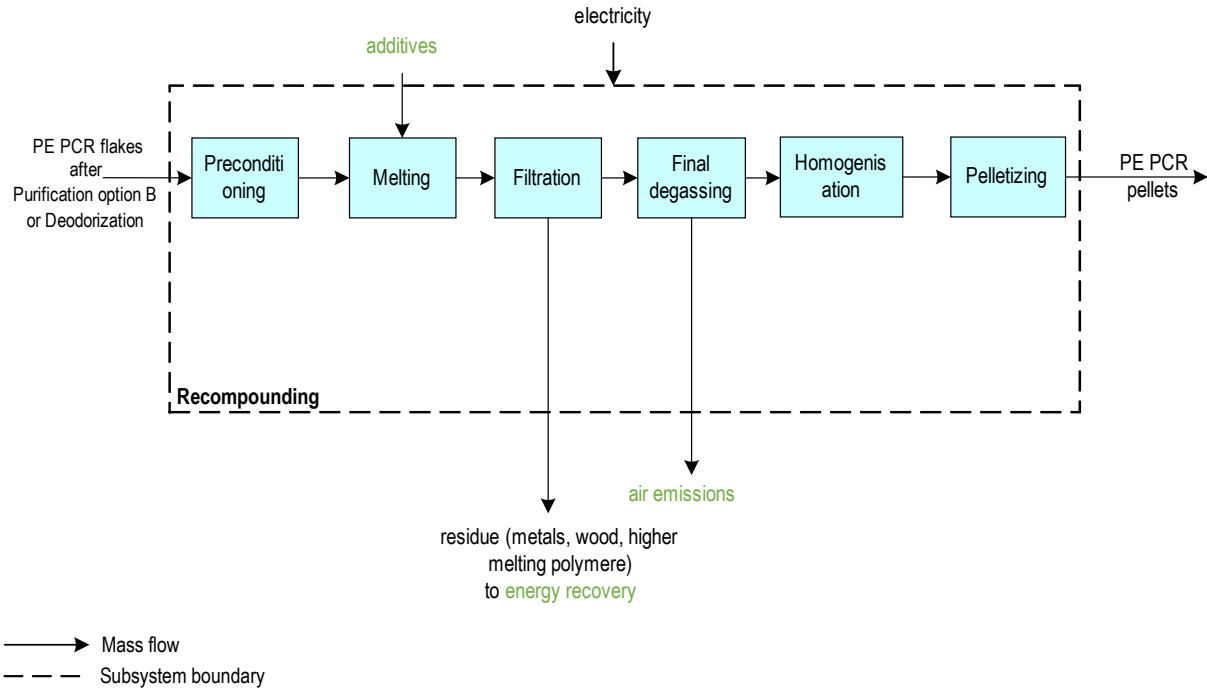 electricity
additives
PE PCR flakes
after
Purification option B
or Deodorization
Preconditi
oning
Melting
Filtration
Final
degassing
Homogenis
ation
Pelletizing
PE PCR
pellets
Recompounding
air emissions
residue (metals, wood, higher
melting polymere)
to energy recovery
Mass flow
Subsystem boundary